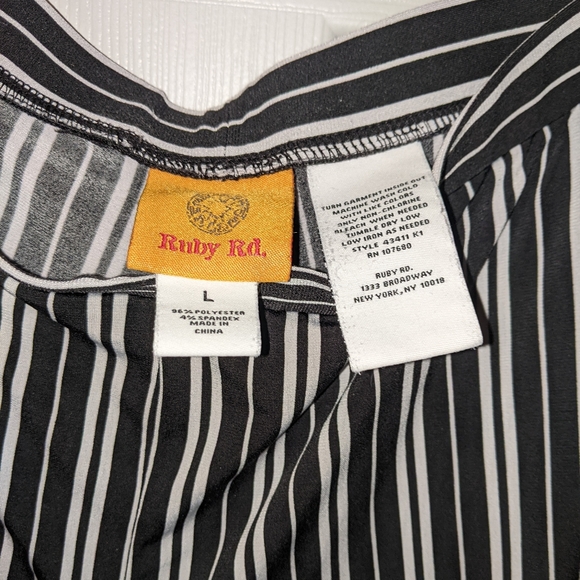 Ruby Rd.
L
96% POLYESTER
4% SPANDEX
MADE IN
CHINA
TURN GARMENT INSIDE OUT
MACHINE WASH COLD
WITH LIKE COLORS
ONLY NON-CHLORINE
BLEACH WHEN NEEDED
TUMBLE DRY LOW
LOW IRON AS NEEDED
STYLE 43411 K1
RN 107680
RUBY RD.
1333 BROADWAY
NEW YORK, NY 10018